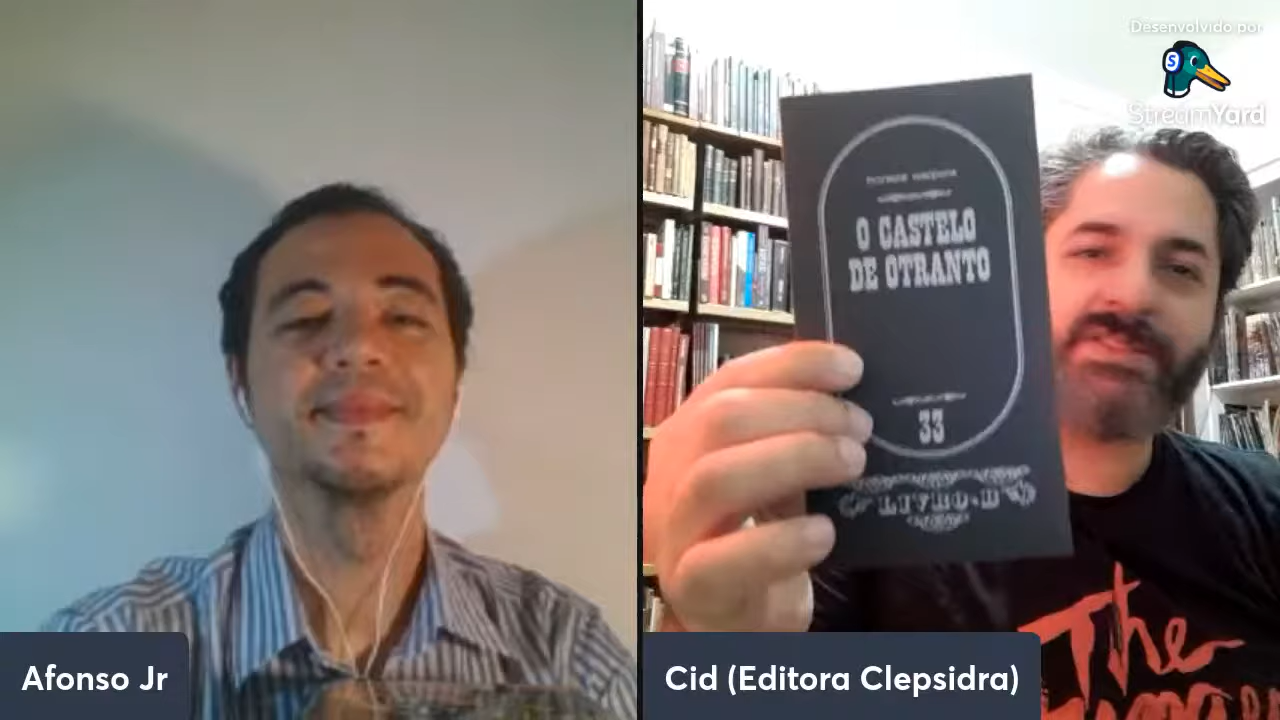 Desenvolvido por
StreamYard
horace walpole
O CASTELO
DE OTRANTO
33
LIVRO-B
The
Afonso Jr
Cid (Editora Clepsidra)